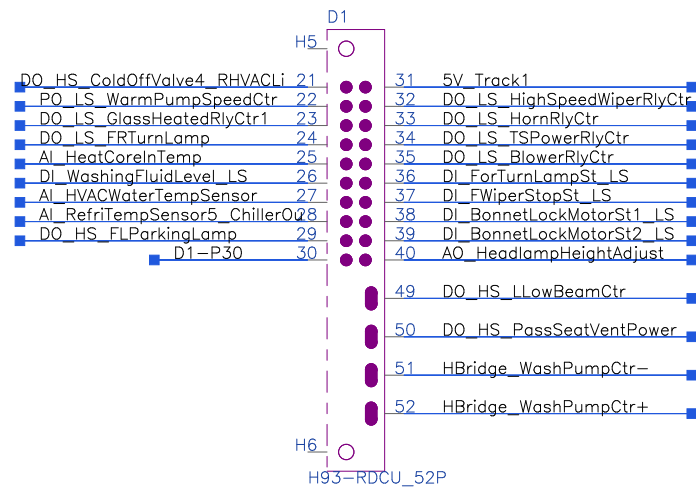 D1
H5
DO_HS_ColdOffValve4_RHVACLi 21 31 5V_Track1
PO_LS_WarmPumpSpeedCtr 22 32 DO_LS_HighSpeedWiperRlyCtr
DO_LS_GlassHeatedRlyCtr1 23 33 DO_LS_HornRlyCtr
DO_LS_FRTurnLamp 24 34 DO_LS_TSPowerRlyCtr
AI_HeatCoreInTemp 25 35 DO_LS_BlowerRlyCtr
DI_WashingFluidLevel_LS 26 36 DI_ForTurnLampSt_LS
AI_HVACWaterTempSensor 27 37 DI_FWiperStopSt_LS
AI_RefriTempSensor5_ChillerOu 28 38 DI_BonnetLockMotorSt1_LS
DO_HS_FLParkingLamp 29 39 DI_BonnetLockMotorSt2_LS
D1-P30 30 40 AO_HeadlampHeightAdjust
49 DO_HS_LLowBeamCtr
50 DO_HS_PassSeatVentPower
51 HBridge_WashPumpCtr-
52 HBridge_WashPumpCtr+
H6
H93-RDCU_52P